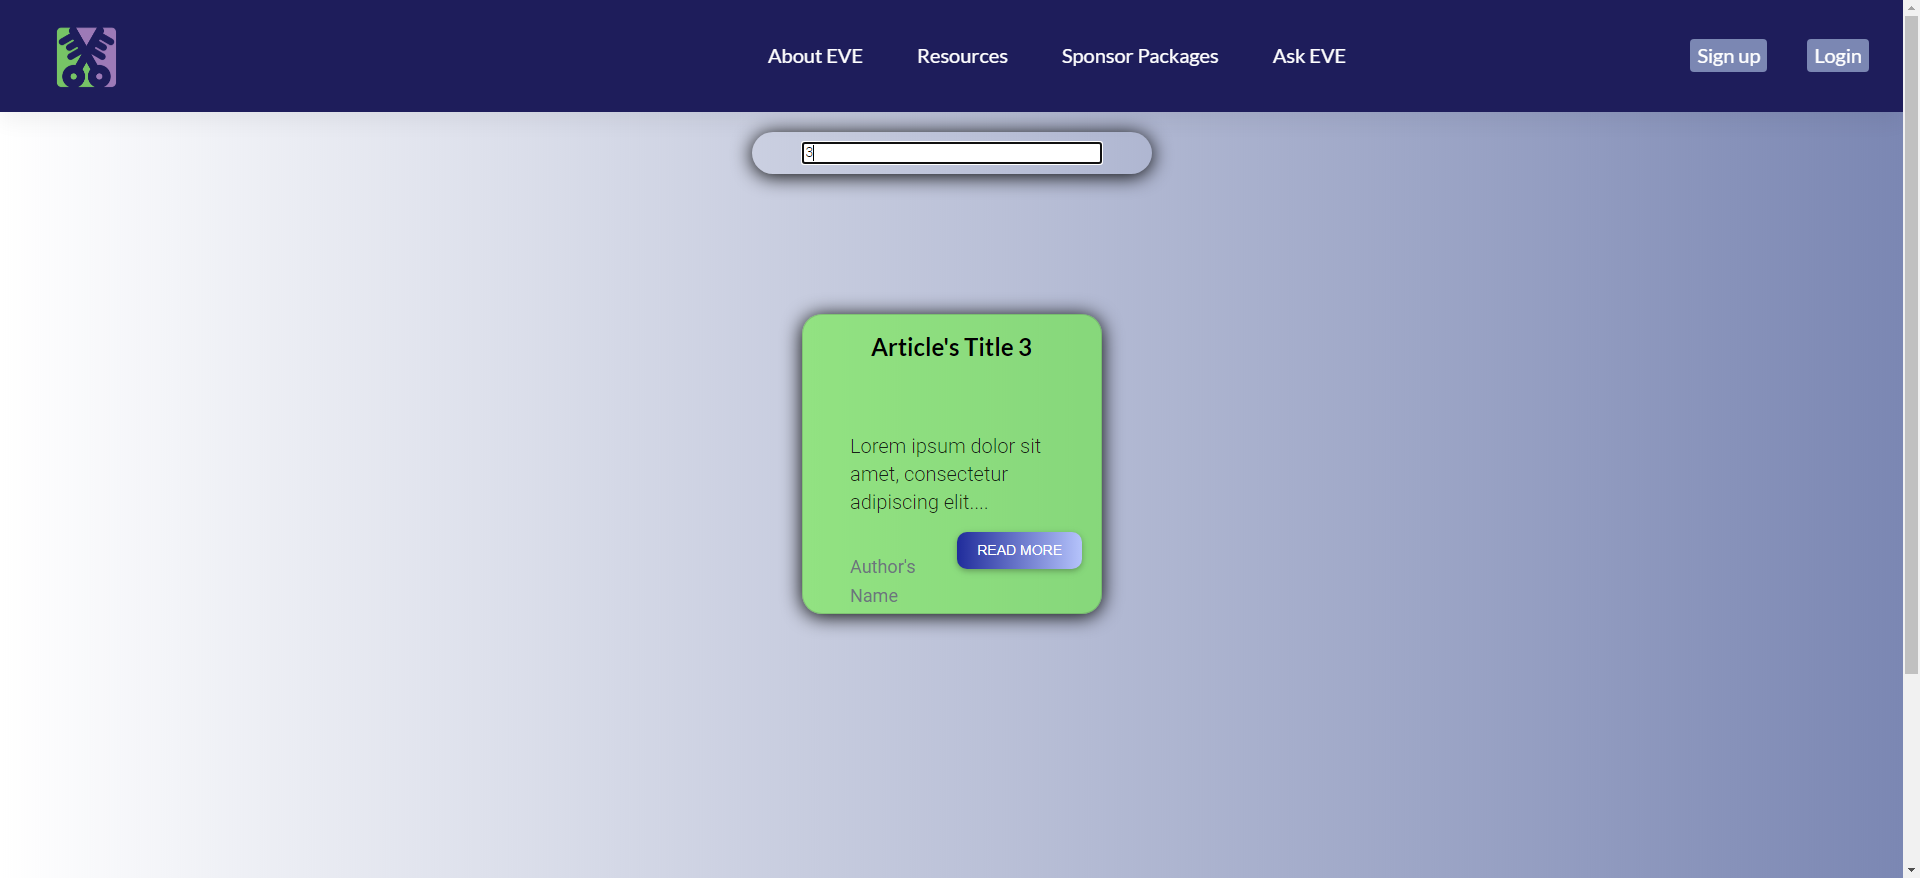 About EVE
Resources
Sponsor Packages
Ask EVE
Sign up
Login
3
Article's Title 3
Lorem ipsum dolor sit
amet, consectetur
adipiscing elit....
READ MORE
Author's
Name